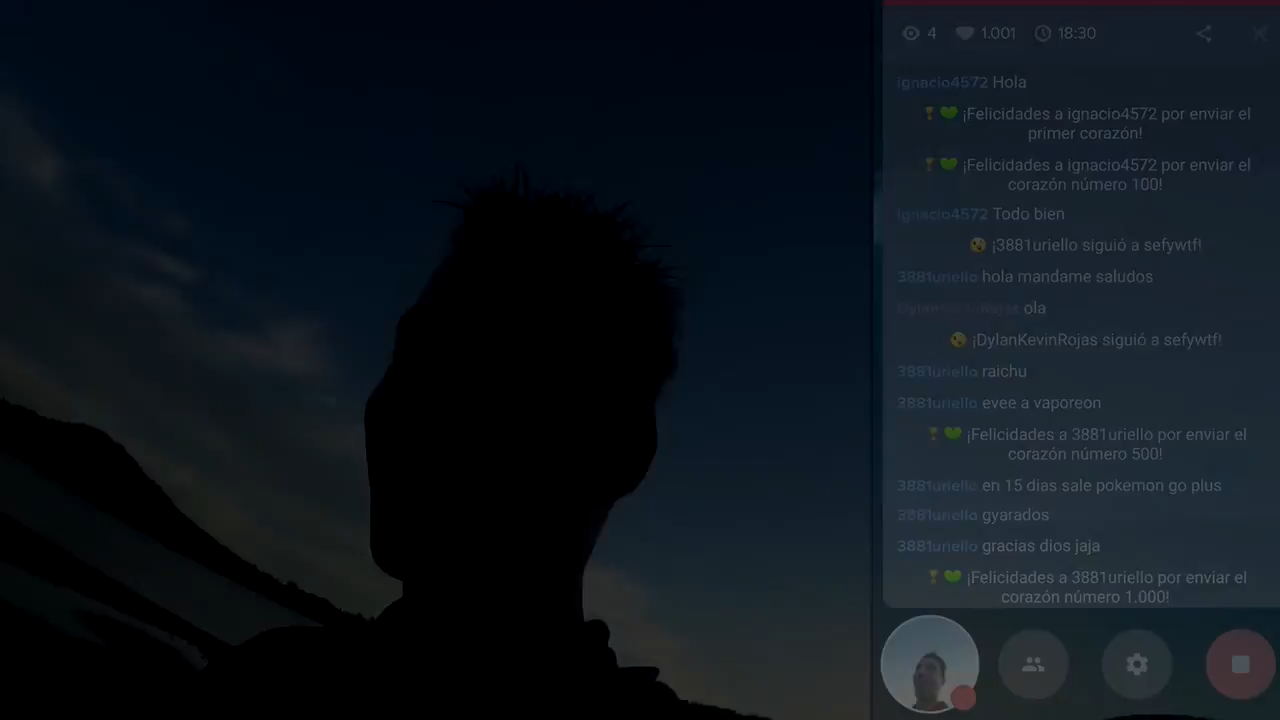 4 1.001 18:30
ignacio4572 Hola
¡Felicidades a ignacio4572 por enviar el
primer corazón!
¡Felicidades a ignacio4572 por enviar el
corazón número 100!
ignacio4572 Todo bien
¡3881uriello siguió a sefywtf!
3881uriello hola mandame saludos
ola
¡DylanKevinRojas siguió a sefywtf!
3881uriello raichu
3881uriello evee a vaporeon
¡Felicidades a 3881uriello por enviar el
corazón número 500!
3881uriello en 15 dias sale pokemon go plus
3881uriello gyarados
3881uriello gracias dios jaja
¡Felicidades a 3881uriello por enviar el
corazón número 1.000!